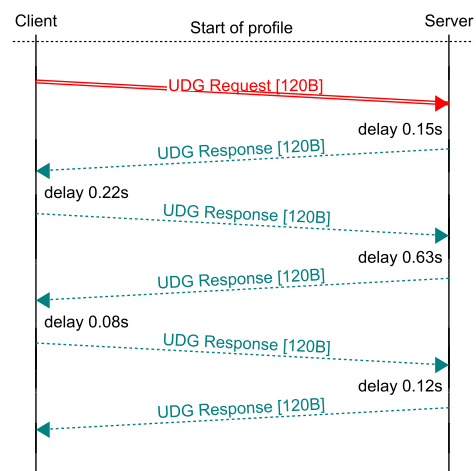 Client
Start of profile
Server
UDG Request [120B]
delay 0.15s
UDG Response [120B]
delay 0.22s
UDG Response [120B]
delay 0.63s
UDG Response [120B]
delay 0.08s
UDG Response [120B]
delay 0.12s
UDG Response [120B]